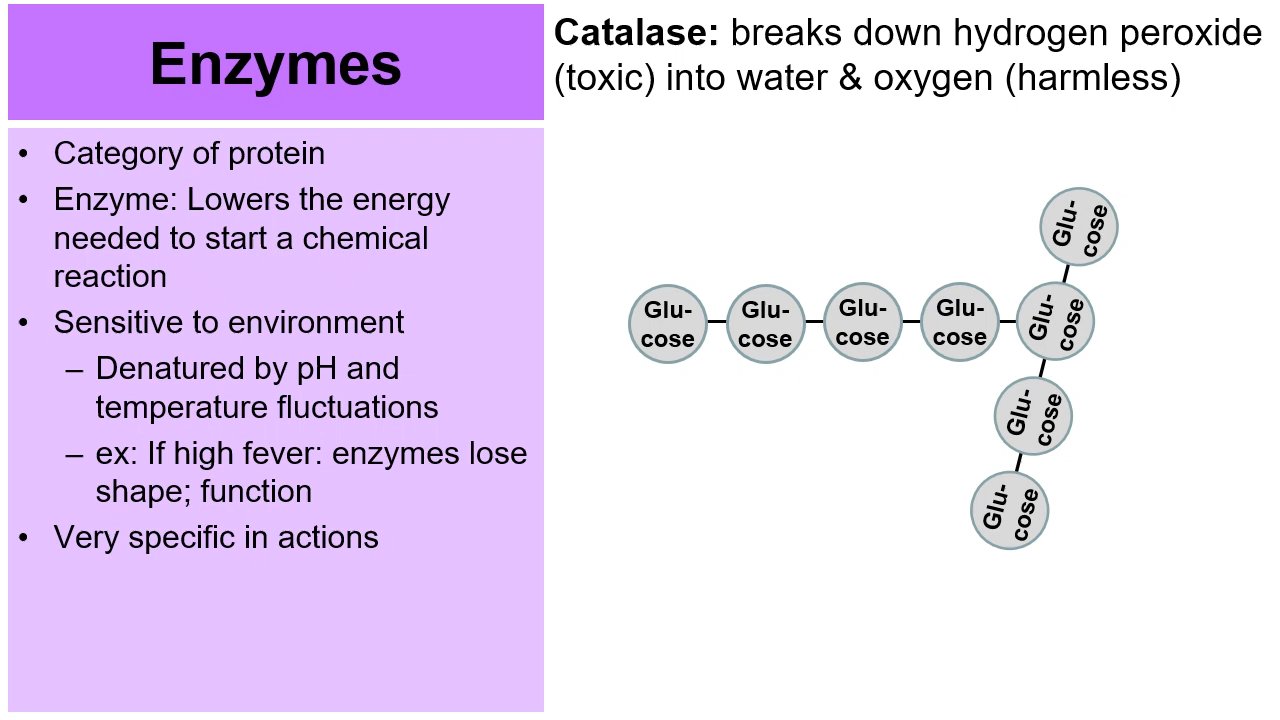 Enzymes
• Category of protein
• Enzyme: Lowers the energy
needed to start a chemical
reaction
• Sensitive to environment
– Denatured by pH and
temperature fluctuations
– ex: If high fever: enzymes lose
shape; function
• Very specific in actions
Catalase: breaks down hydrogen peroxide
(toxic) into water & oxygen (harmless)
Glu-
cose
Glu-
cose
Glu-
cose
Glu-
cose
Glu-
cose
Glu-
cose
Glu-
cose
Glu-
cose